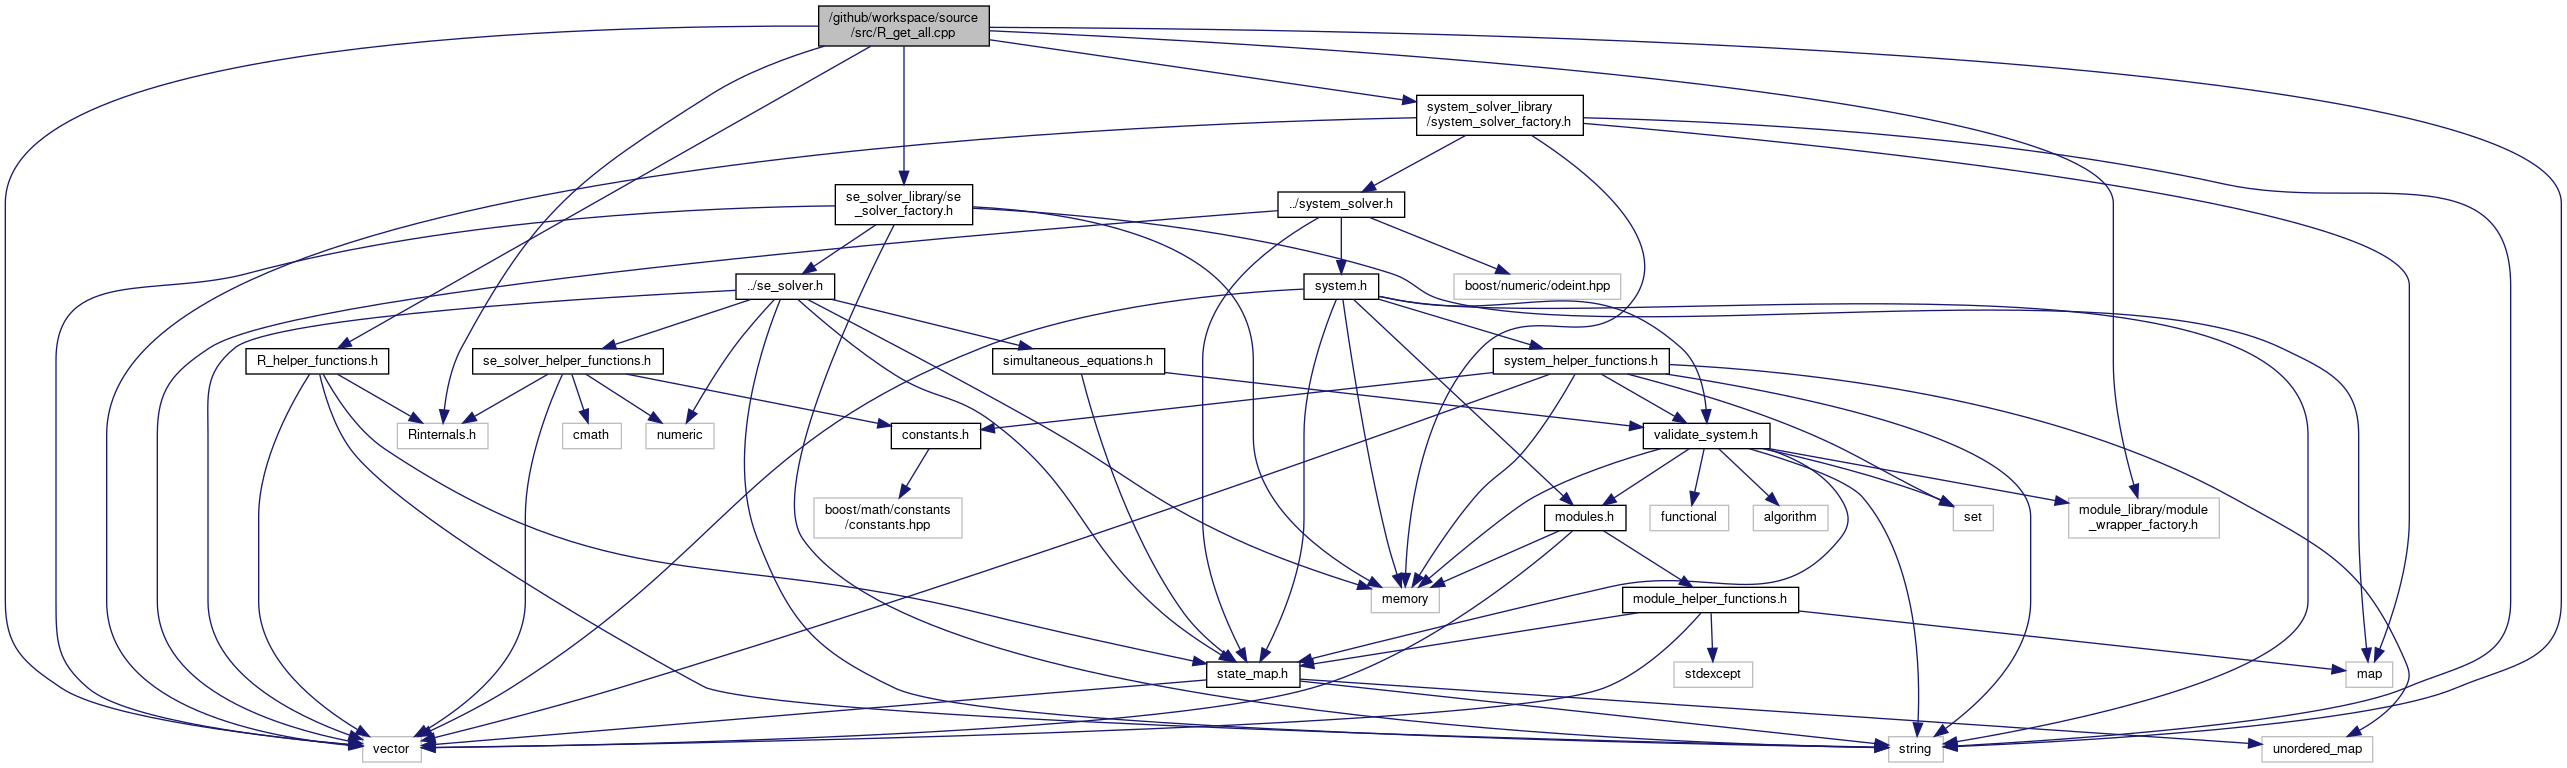 /github/workspace/source
/src/R_get_all.cpp
system_solver_library
/system_solver_factory.h
se_solver_library/se
_solver_factory.h
../system_solver.h
../se_solver.h
system.h
boost/numeric/odeint.hpp
R_helper_functions.h
se_solver_helper_functions.h
simultaneous_equations.h
system_helper_functions.h
Rinternals.h
cmath
numeric
constants.h
validate_system.h
boost/math/constants
/constants.hpp
modules.h
functional
algorithm
set
module_library/module
_wrapper_factory.h
memory
module_helper_functions.h
state_map.h
stdexcept
map
vector
string
unordered_map